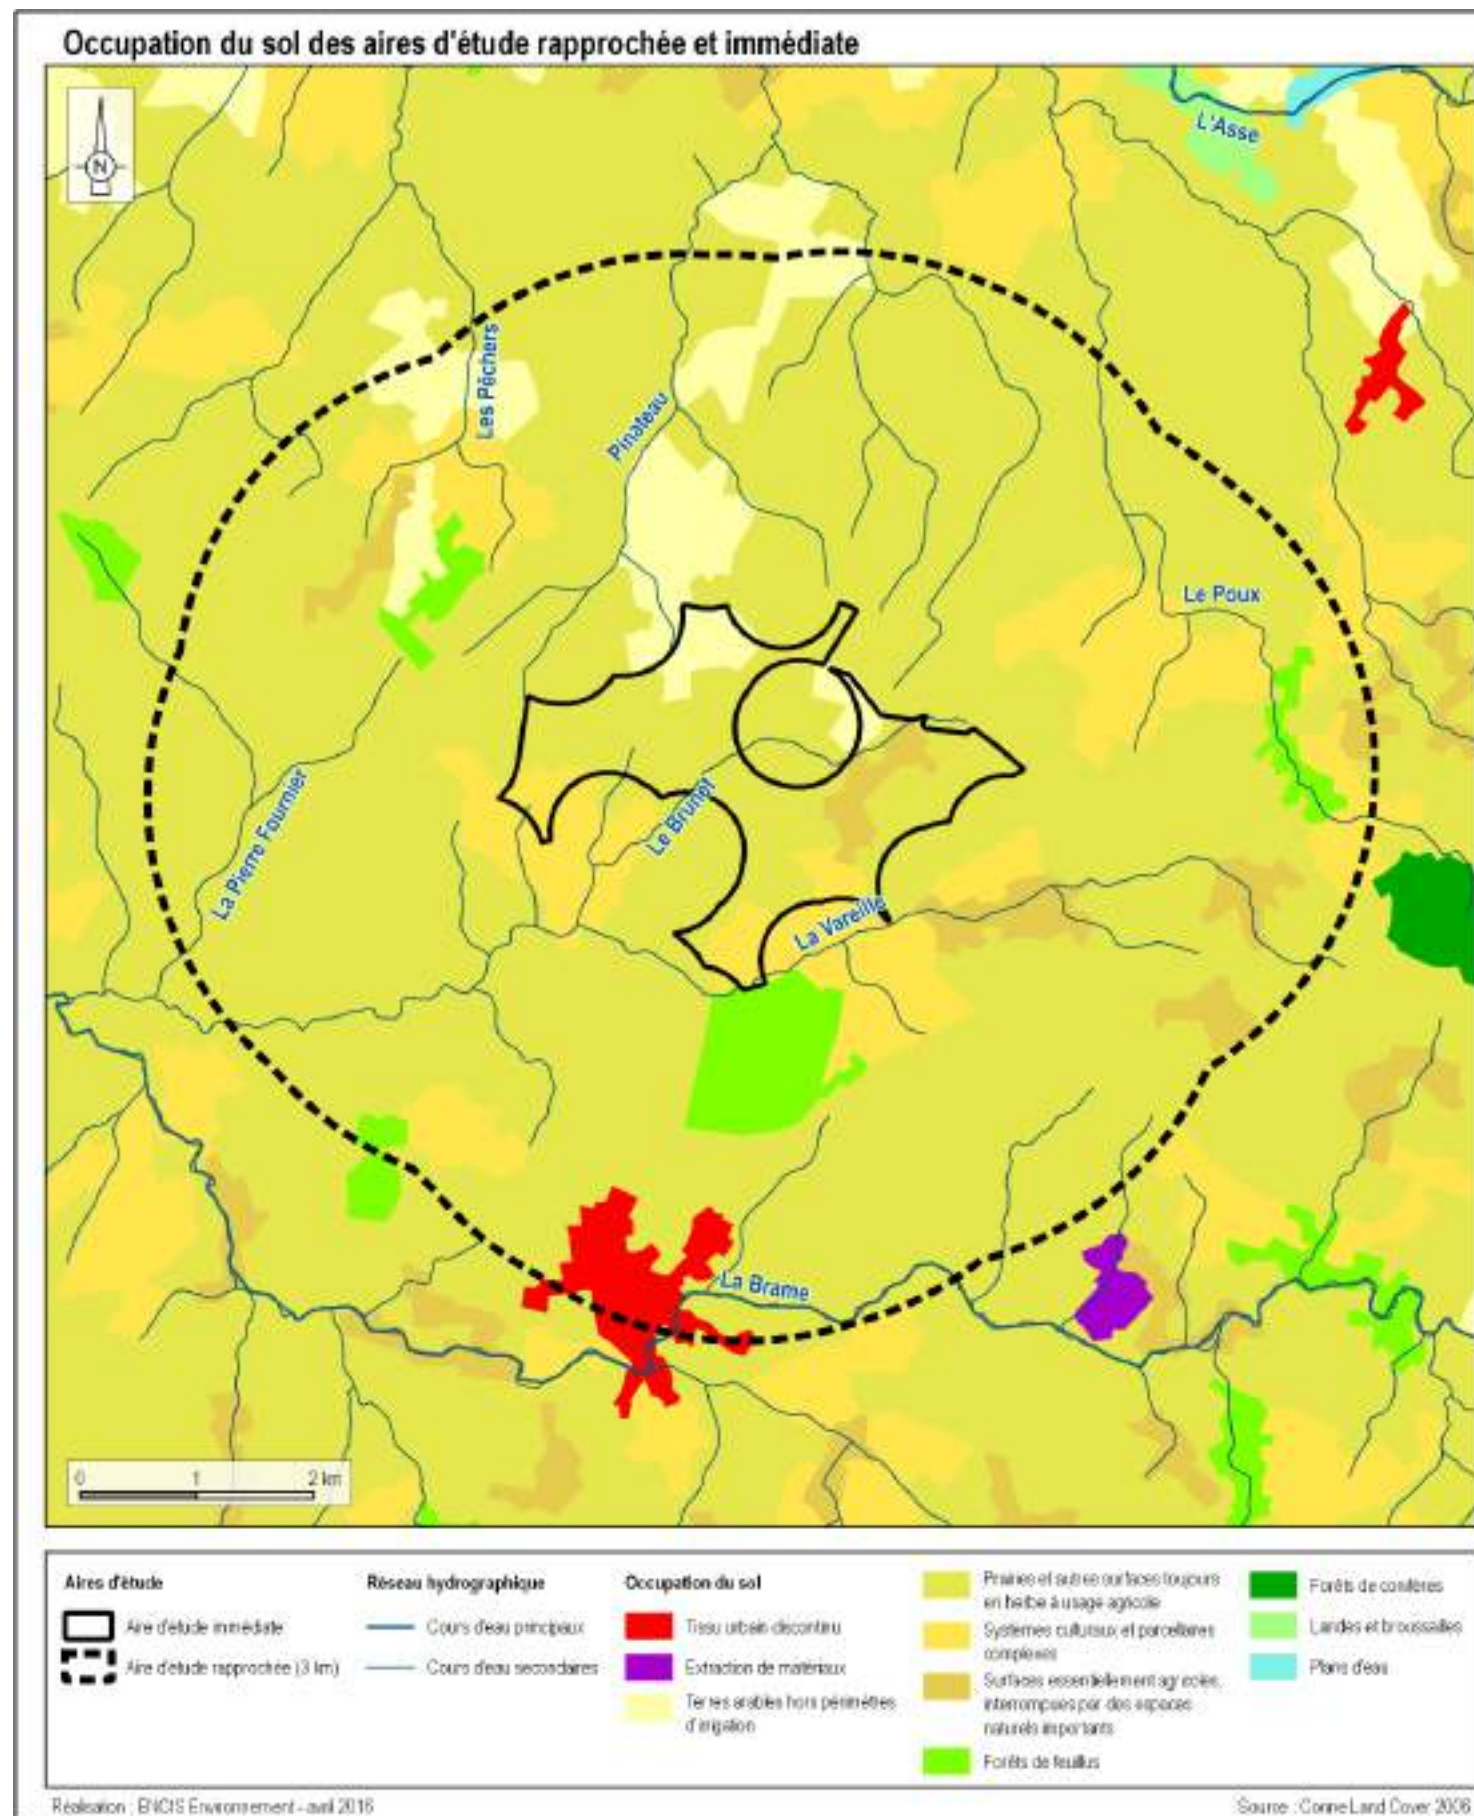 Occupation du sol des aires d'étude rapprochée et immédiate
N
L'Asse
Les Pêchers
Pinateau
Le Poux
La Pierre Fournier
Le Brunet
La Vareille
La Brame
0 1 2 km
Aires d'étude
Aire d'étude immédiate
Aire d'étude rapprochée (3 km)
Réseau hydrographique
Cours d'eau principaux
Cours d'eau secondaires
Occupation du sol
Tissu urbain discontinu
Extraction de matériaux
Terres arables hors périmètres
d'irrigation
Prairies et autres surfaces toujours
en herbe à usage agricole
Systèmes culturaux et parcellaires
complexes
Surfaces essentiellement agricoles,
interrompues par des espaces
naturels importants
Forêts de feuillus
Forêts de conifères
Landes et broussailles
Plans d'eau
Réalisation : ENCIS Environnement - avril 2016
Source : Corine Land Cover 2006